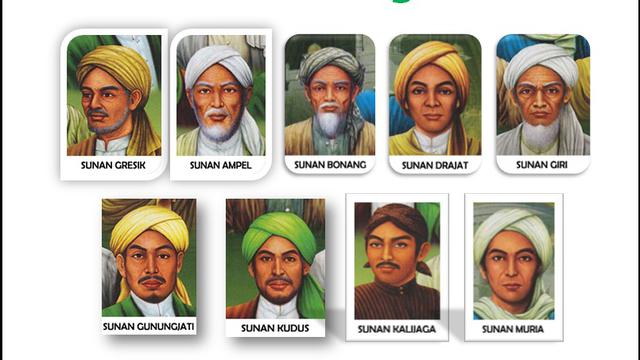 SUNAN GRESIK
SUNAN AMPEL
SUNAN BONANG
SUNAN DRAJAT
SUNAN GIRI
SUNAN GUNUNGJATI
SUNAN KUDUS
SUNAN KALIJAGA
SUNAN MURIA